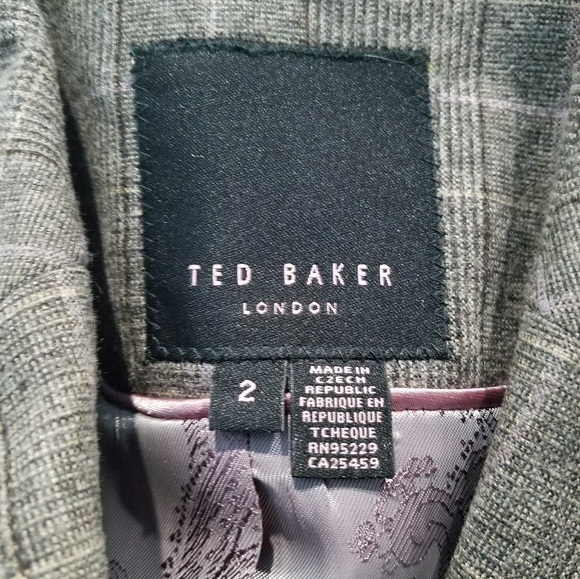 TED BAKER
LONDON
2
MADE IN
CZECH
REPUBLIC
FABRIQUE EN
REPUBLIQUE
TCHEQUE
RN95229
CA25459